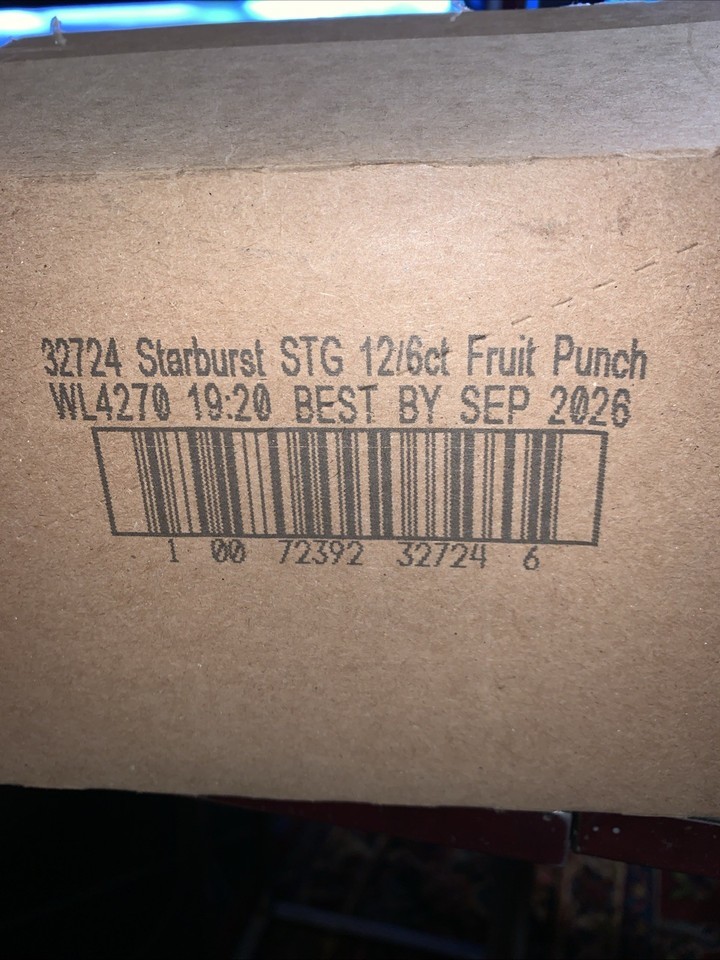 32724 Starburst STG 12/6ct Fruit Punch
WL4270 19:20 BEST BY SEP 2026
1 00 72392 32724 6